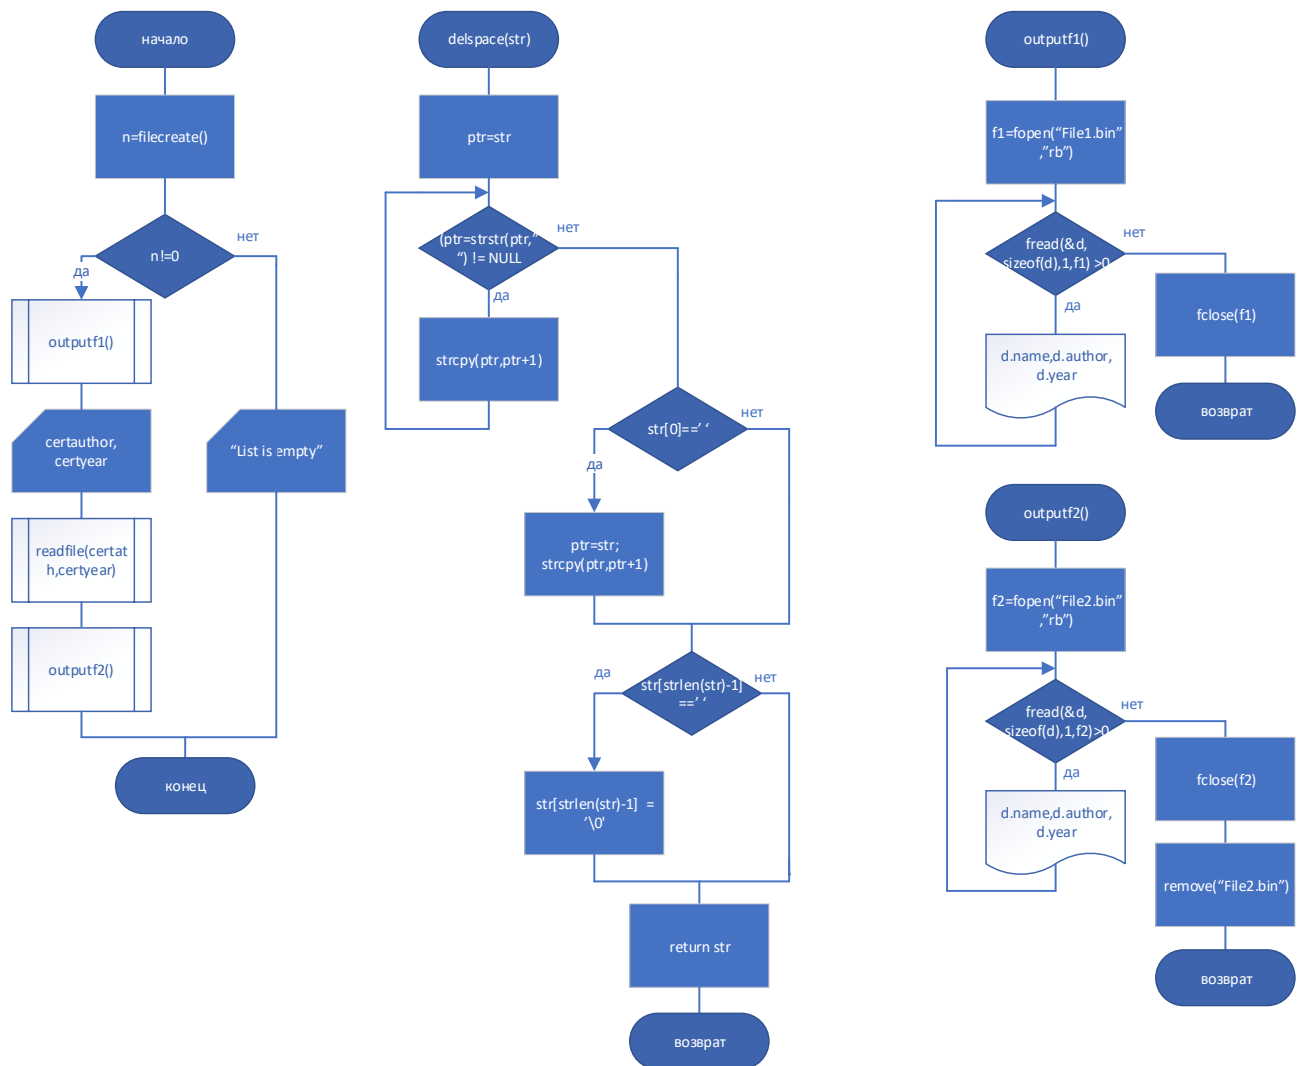 начало
n=filecreate()
n!=0
да
нет
outputf1()
certauthor,
certyear
"List is empty"
readfile(certat
h,certyear)
outputf2()
конец
delspace(str)
ptr=str
(ptr=strstr(ptr,”
“) != NULL
нет
да
strcpy(ptr,ptr+1)
str[0]==’ ‘
нет
да
ptr=str;
strcpy(ptr,ptr+1)
str[strlen(str)-1]
==’ ‘
да
нет
str[strlen(str)-1] =
’\0'
return str
возврат
outputf1()
f1=fopen(“File1.bin”
,”rb”)
fread(&d,
sizeof(d),1,f1) >0
нет
да
fclose(f1)
d.name,d.author,
d.year
возврат
outputf2()
f2=fopen(“File2.bin”
,”rb”)
fread(&d,
sizeof(d),1,f2)>0
нет
да
fclose(f2)
d.name,d.author,
d.year
remove(“File2.bin”)
возврат